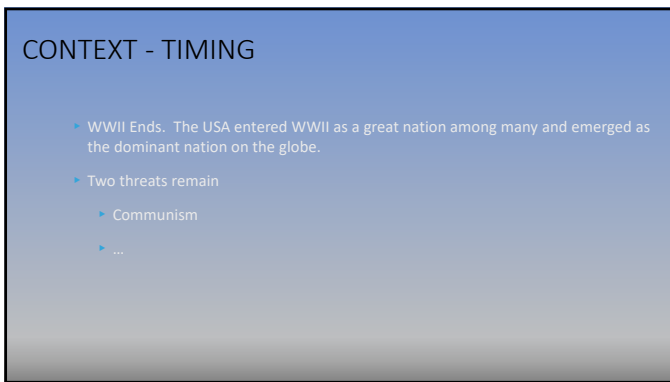 CONTEXT - TIMING
WWII Ends.  The USA entered WWII as a great nation among many and emerged as
the dominant nation on the globe.
Two threats remain
Communism
…